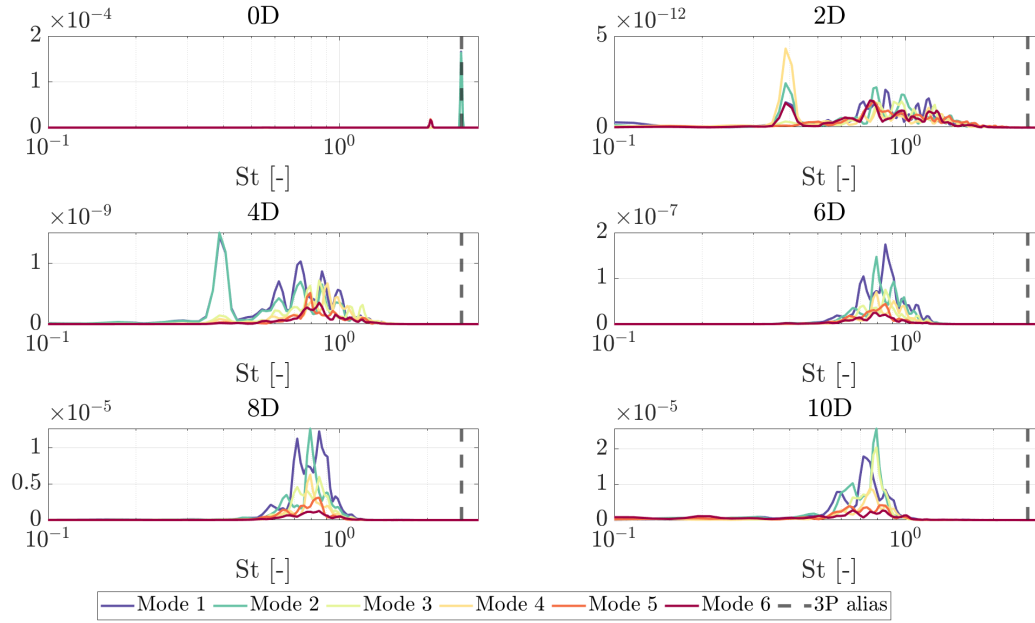 0D
2D
×10⁻⁴
×10⁻¹²
2
1
0
5
0
10⁻¹
10⁰
10⁻¹
10⁰
St [-]
St [-]
4D
6D
×10⁻⁹
×10⁻⁷
1
0
2
1
0
10⁻¹
10⁰
10⁻¹
10⁰
St [-]
St [-]
8D
10D
×10⁻⁵
×10⁻⁵
1
0.5
0
2
1
0
10⁻¹
10⁰
10⁻¹
10⁰
St [-]
St [-]
Mode 1 Mode 2 Mode 3 Mode 4 Mode 5 Mode 6 3P alias